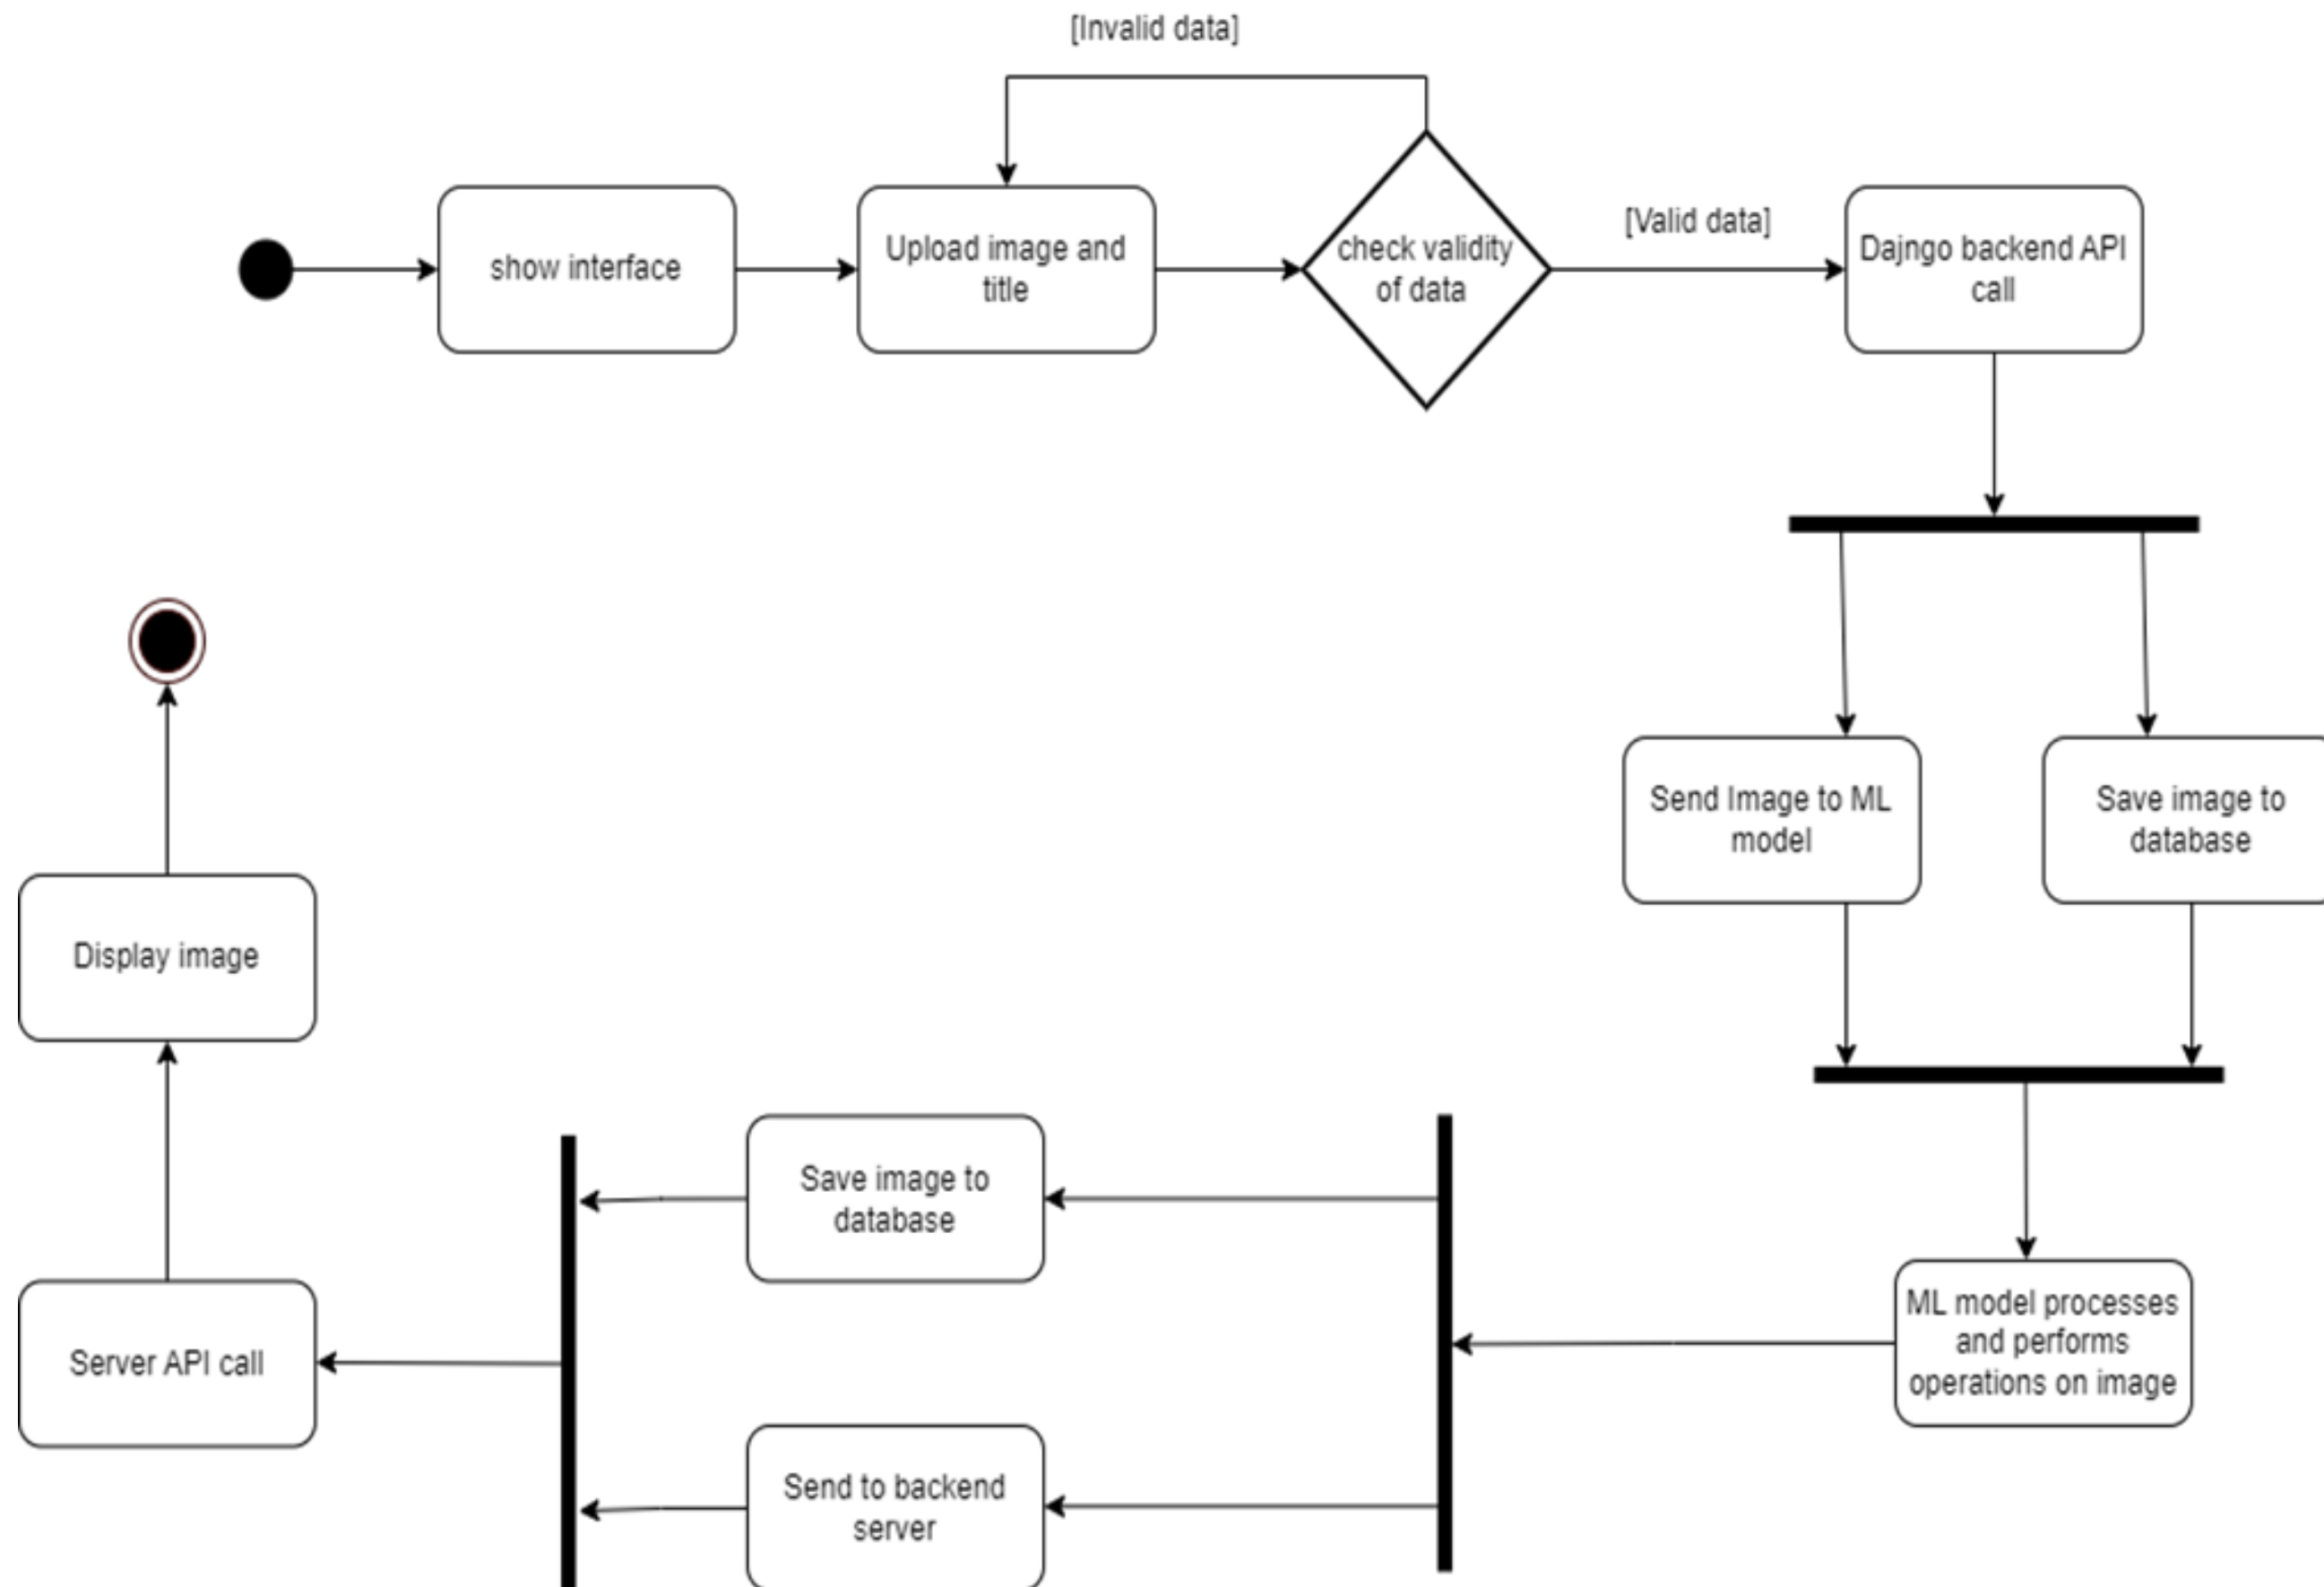 [Invalid data]
show interface
Upload image and
title
check validity
of data
[Valid data]
Dajngo backend API
call
Send Image to ML
model
Save image to
database
Display image
Save image to
database
ML model processes
and performs
operations on image
Server API call
Send to backend
server